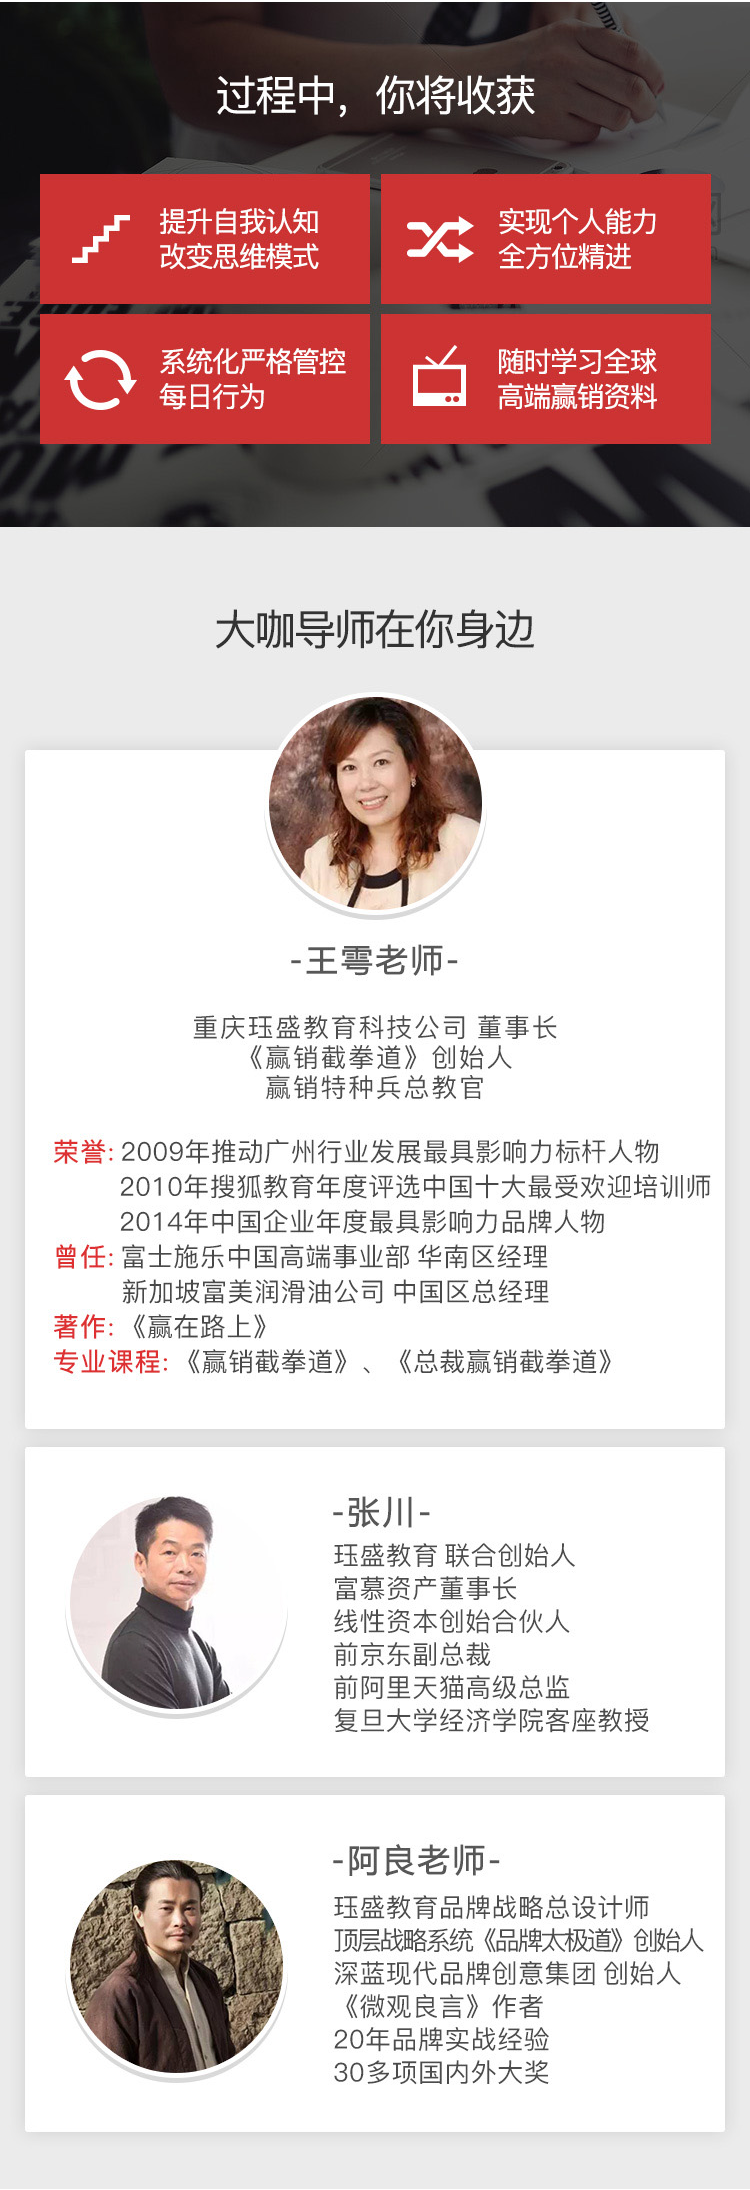 过程中，你将收获
提升自我认知
改变思维模式
实现个人能力
全方位精进
系统化严格管控
每日行为
随时学习全球
高端赢销资料
大咖导师在你身边
-王雩老师-
重庆珏盛教育科技公司 董事长
《赢销截拳道》创始人
赢销特种兵总教官
荣誉: 2009年推动广州行业发展最具影响力标杆人物
2010年搜狐教育年度评选中国十大最受欢迎培训师
2014年中国企业年度最具影响力品牌人物
曾任: 富士施乐中国高端事业部 华南区经理
新加坡富美润滑油公司 中国区总经理
著作: 《赢在路上》
专业课程: 《赢销截拳道》、《总裁赢销截拳道》
-张川-
珏盛教育 联合创始人
富慕资产董事长
线性资本创始合伙人
前京东副总裁
前阿里天猫高级总监
复旦大学经济学院客座教授
-阿良老师-
珏盛教育品牌战略总设计师
顶层战略系统《品牌太极道》创始人
深蓝现代品牌创意集团 创始人
《微观良言》作者
20年品牌实战经验
30多项国内外大奖